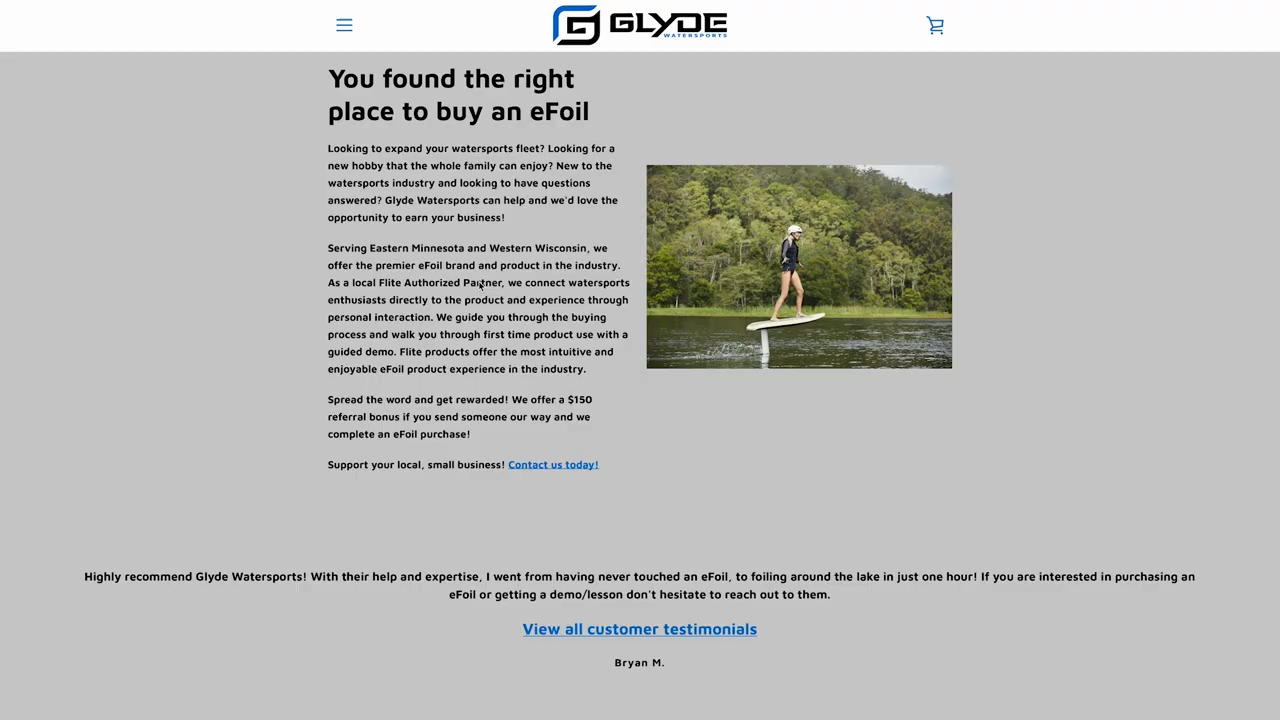 GLYDE
WATERSPORTS
You found the right
place to buy an eFoil
Looking to expand your watersports fleet? Looking for a
new hobby that the whole family can enjoy? New to the
watersports industry and looking to have questions
answered? Glyde Watersports can help and we'd love the
opportunity to earn your business!
Serving Eastern Minnesota and Western Wisconsin, we
offer the premier eFoil brand and product in the industry.
As a local Flite Authorized Partner, we connect watersports
enthusiasts directly to the product and experience through
personal interaction. We guide you through the buying
process and walk you through first time product use with a
guided demo. Flite products offer the most intuitive and
enjoyable eFoil product experience in the industry.
Spread the word and get rewarded! We offer a $150
referral bonus if you send someone our way and we
complete an eFoil purchase!
Support your local, small business! Contact us today!
Highly recommend Glyde Watersports! With their help and expertise, I went from having never touched an eFoil, to foiling around the lake in just one hour! If you are interested in purchasing an
eFoil or getting a demo/lesson don't hesitate to reach out to them.
View all customer testimonials
Bryan M.